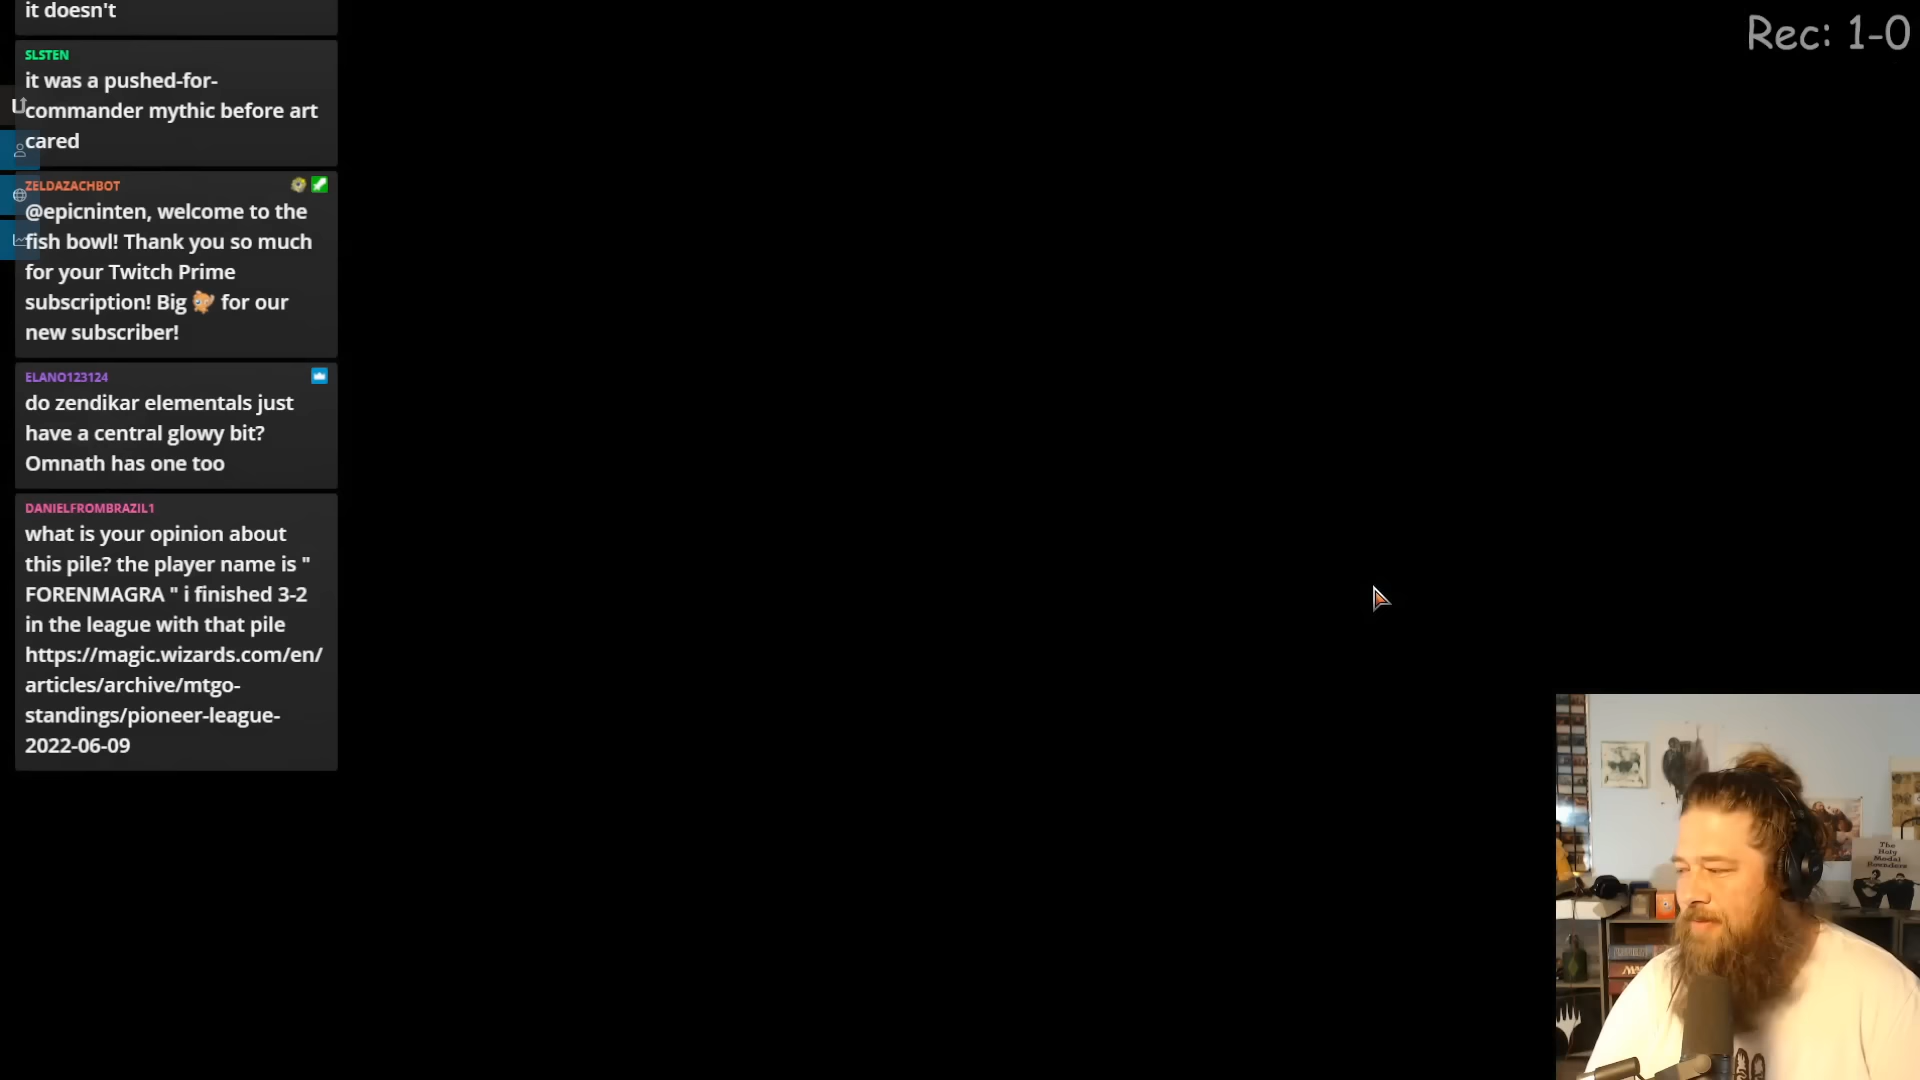 it doesn't
Rec: 1-0
SLSTEN
it was a pushed-for-
commander mythic before art
cared
ZELDAZACHBOT
@epicninten, welcome to the
fish bowl! Thank you so much
for your Twitch Prime
subscription! Big for our
new subscriber!
ELANO123124
do zendikar elementals just
have a central glowy bit?
Omnath has one too
DANIELFROMBRAZIL1
what is your opinion about
this pile? the player name is "
FORENMAGRA " i finished 3-2
in the league with that pile
https://magic.wizards.com/en/
articles/archive/mtgo-
standings/pioneer-league-
2022-06-09
The
Holy
Modal
Rounders